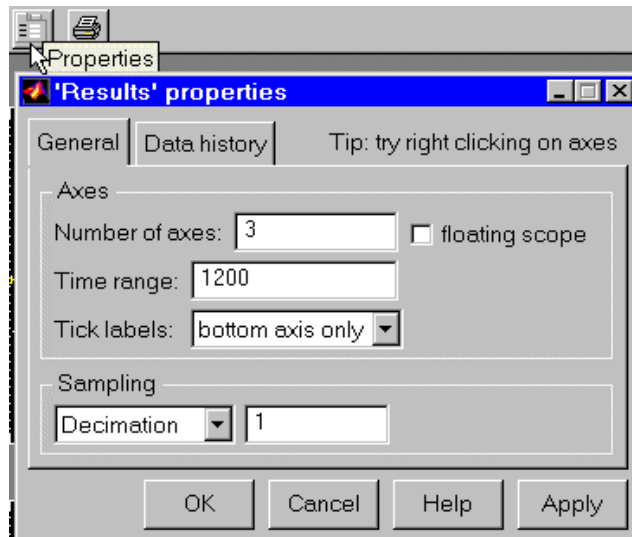 Properties
'Results' properties
General Data history Tip: try right clicking on axes
Axes
Number of axes: 3 floating scope
Time range: 1200
Tick labels: bottom axis only
Sampling
Decimation 1
OK Cancel Help Apply